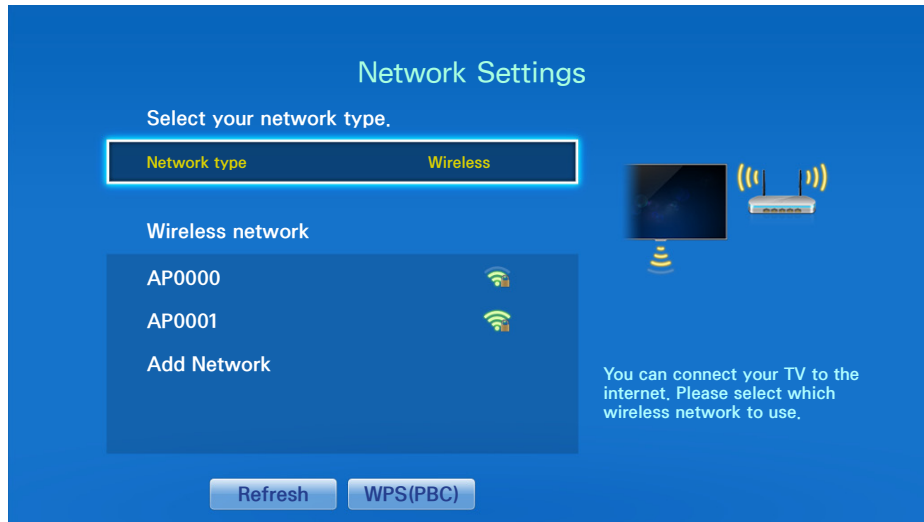 Network Settings
Select your network type.
Network type Wireless
Wireless network
AP0000
AP0001
Add Network
You can connect your TV to the
internet. Please select which
wireless network to use.
Refresh WPS(PBC)